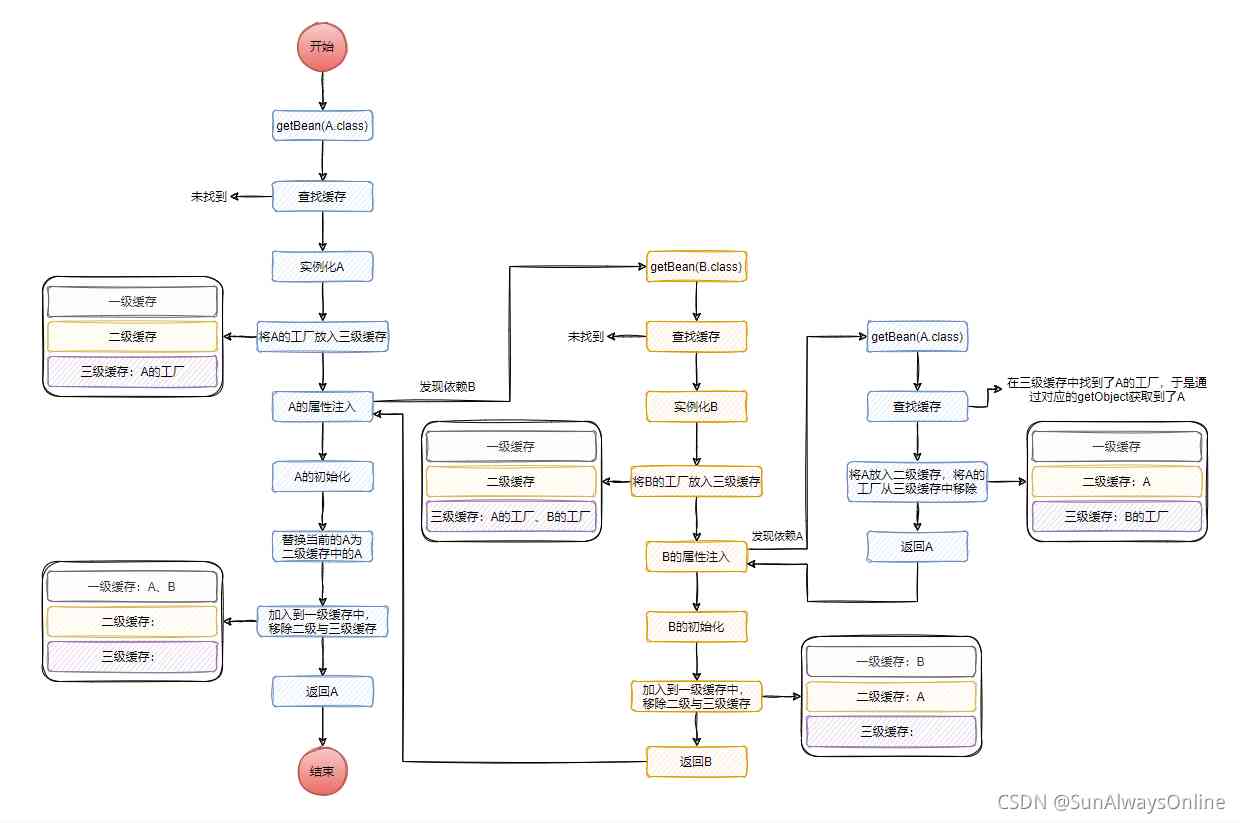 开始
getBean(A.class)
查找缓存
未找到
实例化A
将A的工厂放入三级缓存
一级缓存
二级缓存
三级缓存：A的工厂
A的属性注入
发现依赖B
A的初始化
替换当前的A为
二级缓存中的A
加入到一级缓存中，
移除二级与三级缓存
一级缓存：A、B
二级缓存：
三级缓存：
返回A
结束
getBean(B.class)
查找缓存
未找到
实例化B
将B的工厂放入三级缓存
一级缓存
二级缓存
三级缓存：A的工厂、B的工厂
B的属性注入
发现依赖A
B的初始化
加入到一级缓存中，
移除二级与三级缓存
一级缓存：B
二级缓存：A
三级缓存：
返回B
getBean(A.class)
查找缓存
在三级缓存中找到了A的工厂，于是通
过对应的getObject获取到了A
将A放入二级缓存，将A的
工厂从三级缓存中移除
一级缓存
二级缓存：A
三级缓存：B的工厂
返回A
CSDN @SunAlwaysOnline